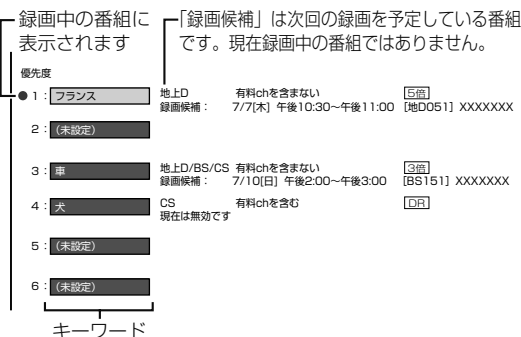 録画中の番組に
表示されます
「録画候補」は次回の録画を予定している番組
です。現在録画中の番組ではありません。
優先度
●1：フランス 地上D 有料chを含まない 5倍
録画候補： 7/7[木] 午後10:30～午後11:00 [地D051] XXXXXXX
2：(未設定)
3：車 地上D/BS/CS 有料chを含まない 3倍
録画候補： 7/10[日] 午後2:00～午後3:00 [BS151] XXXXXXX
4：犬 CS 有料chを含む DR
現在は無効です
5：(未設定)
6：(未設定)
キーワード